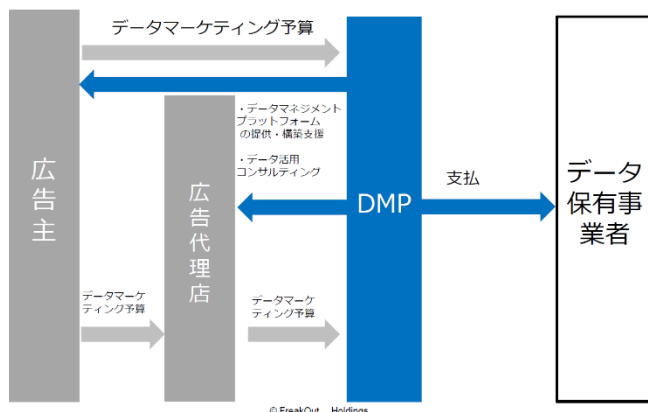 データマーケティング予算
・データマネジメント
プラットフォーム
の提供・構築支援
・データ活用
コンサルティング
広告主
広告代理店
DMP
支払
データ
保有事
業者
データマーケ
ティング予算
データマーケ
ティング予算
© FreakOut Holdings